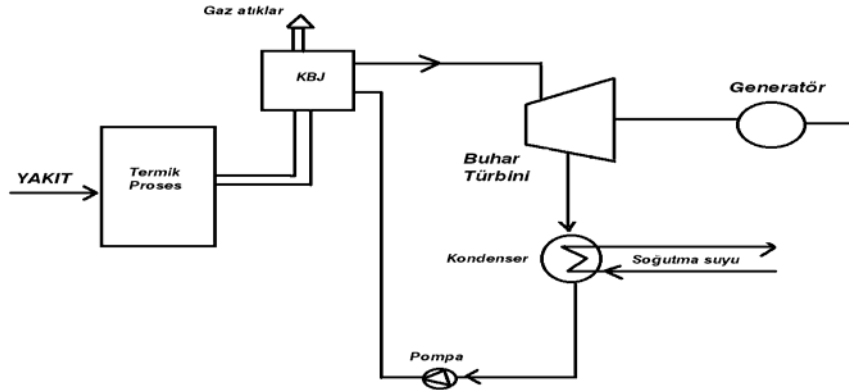 Gaz atıklar
KBJ
Generatör
YAKIT
Termik
Proses
Buhar
Türbini
Kondenser
Soğutma suyu
Pompa